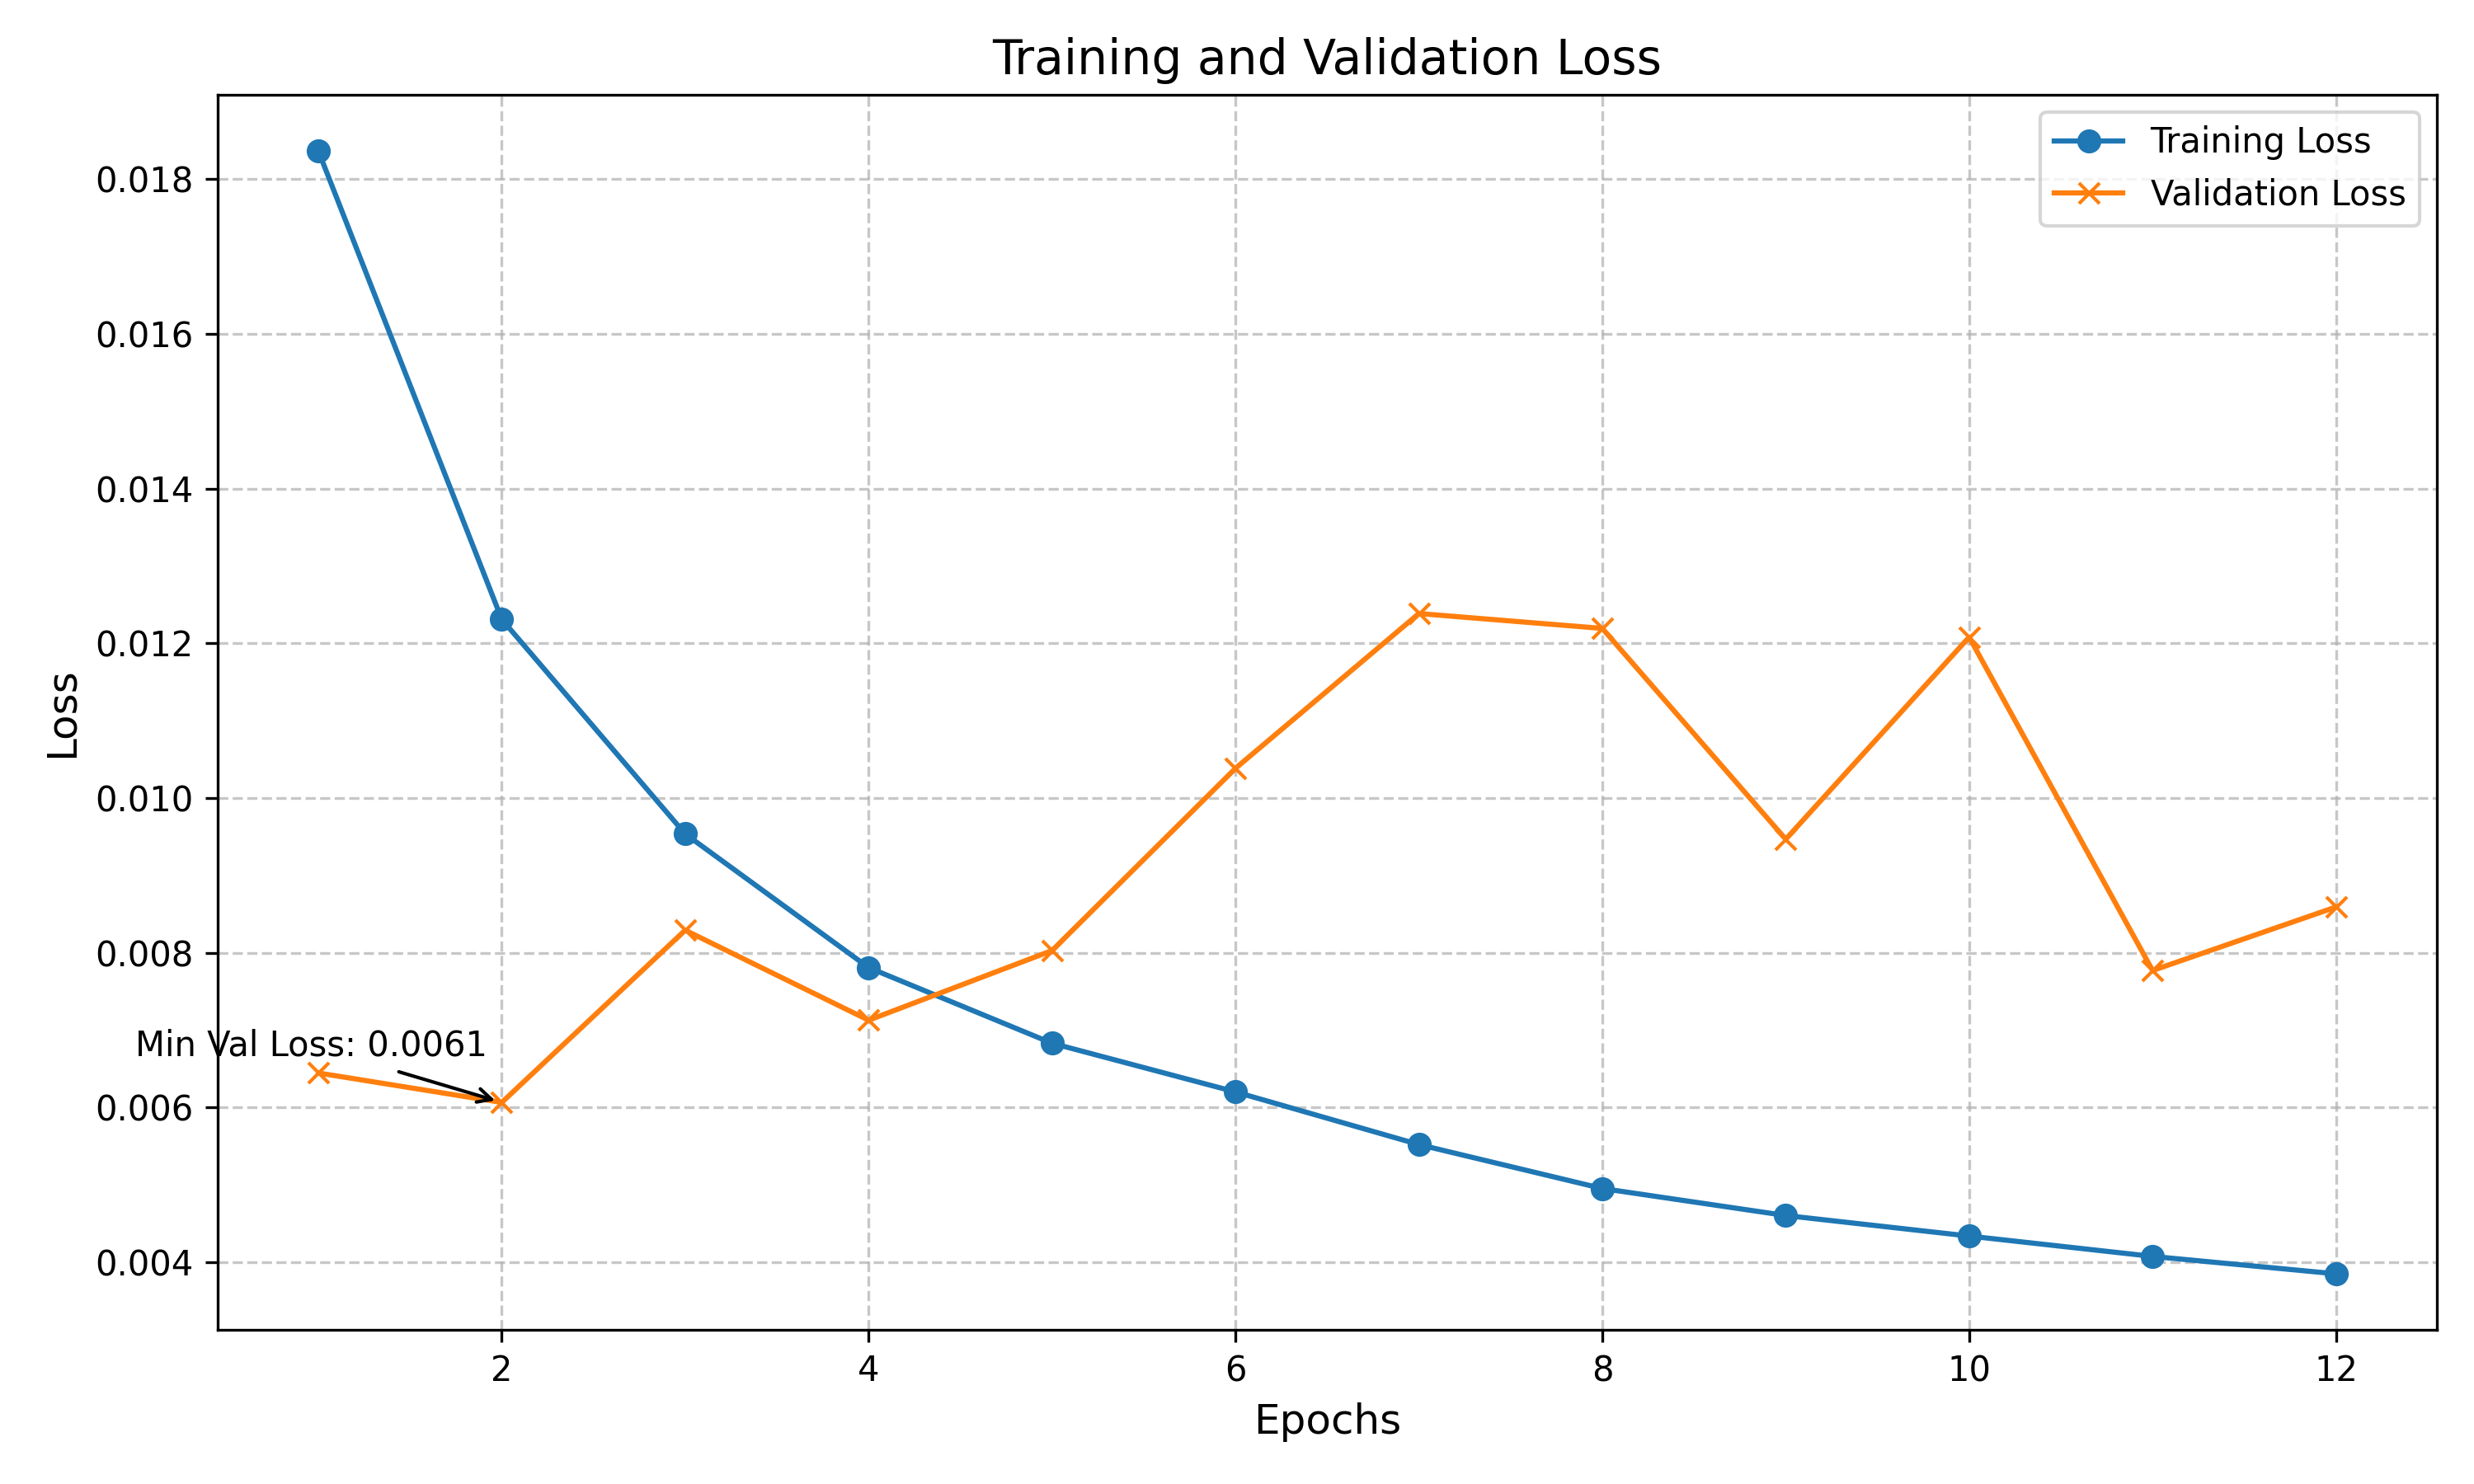 Training and Validation Loss
Training Loss
Validation Loss
0.018
0.016
0.014
0.012
0.010
0.008
0.006
0.004
Loss
Min Val Loss: 0.0061
2 4 6 8 10 12
Epochs